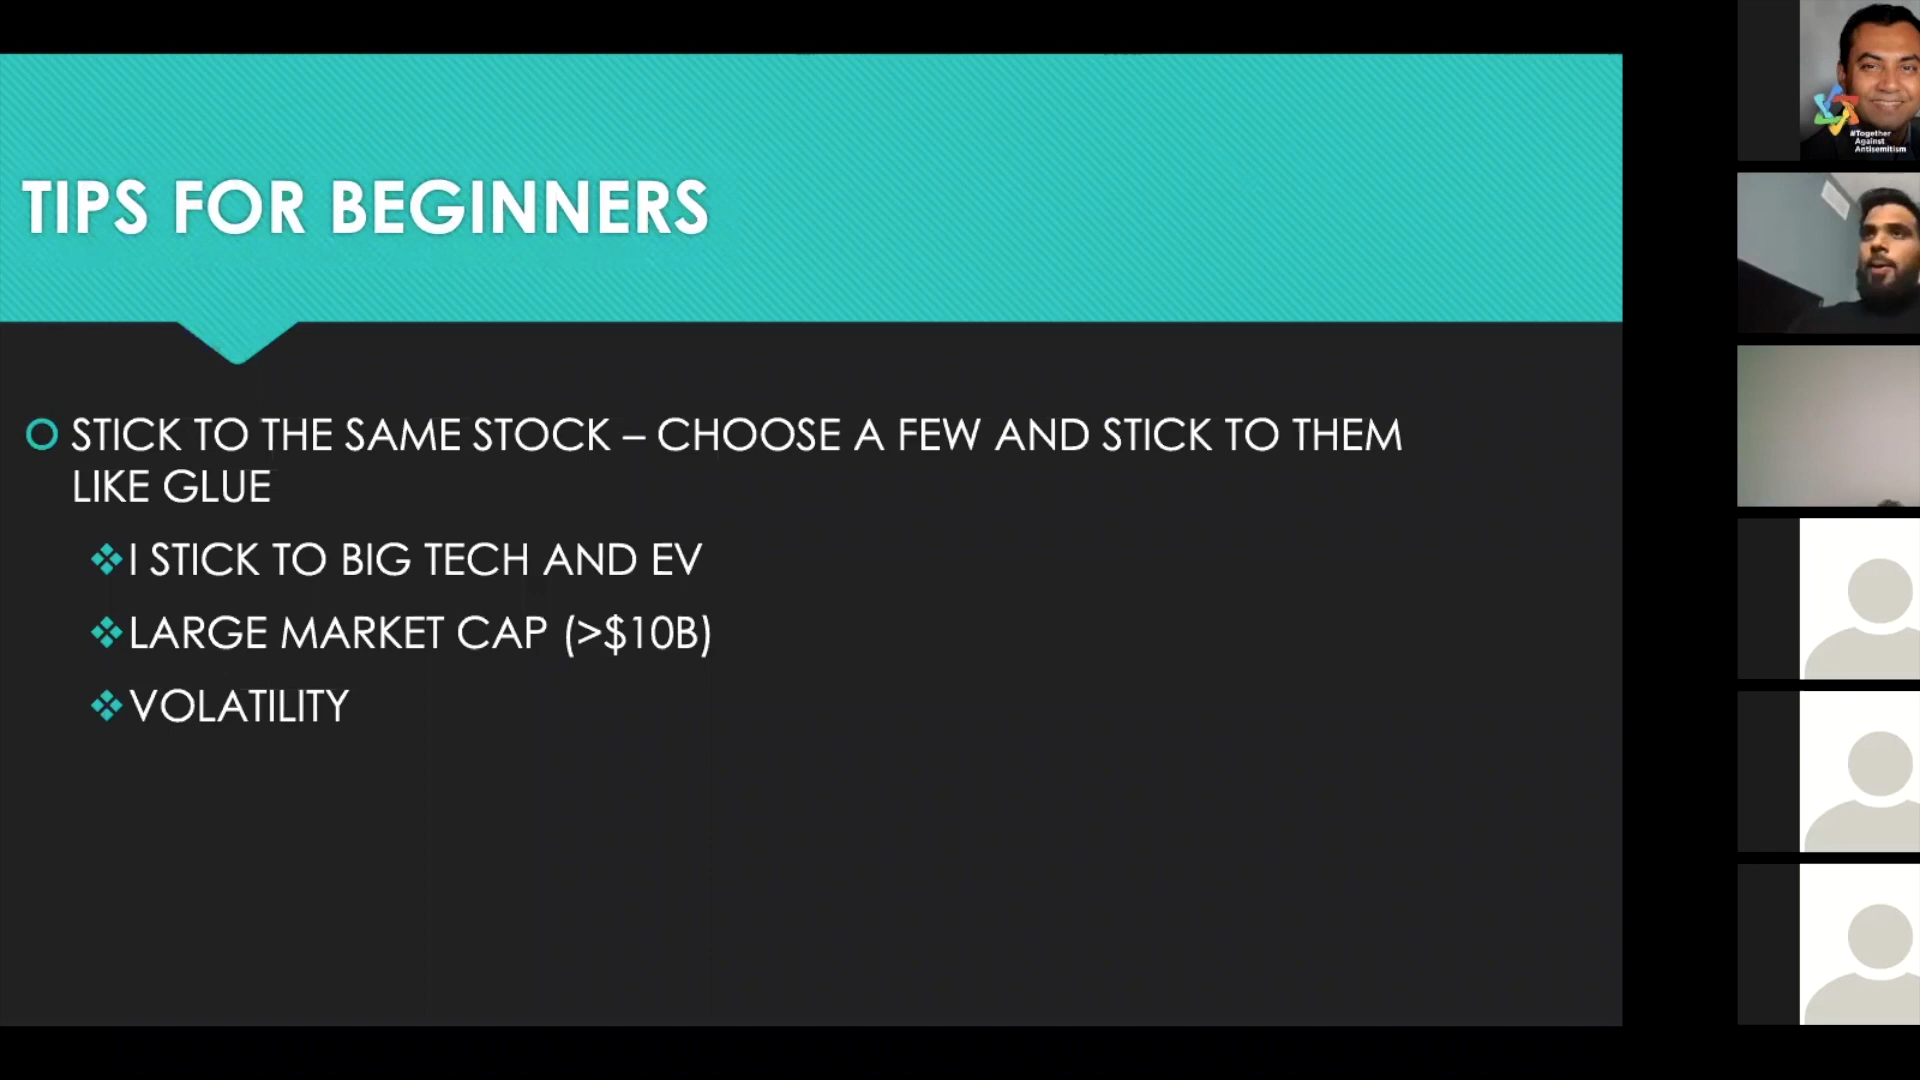 TIPS FOR BEGINNERS
STICK TO THE SAME STOCK – CHOOSE A FEW AND STICK TO THEM
LIKE GLUE
I STICK TO BIG TECH AND EV
LARGE MARKET CAP (>$10B)
VOLATILITY
#Together
Against
Antisemitism